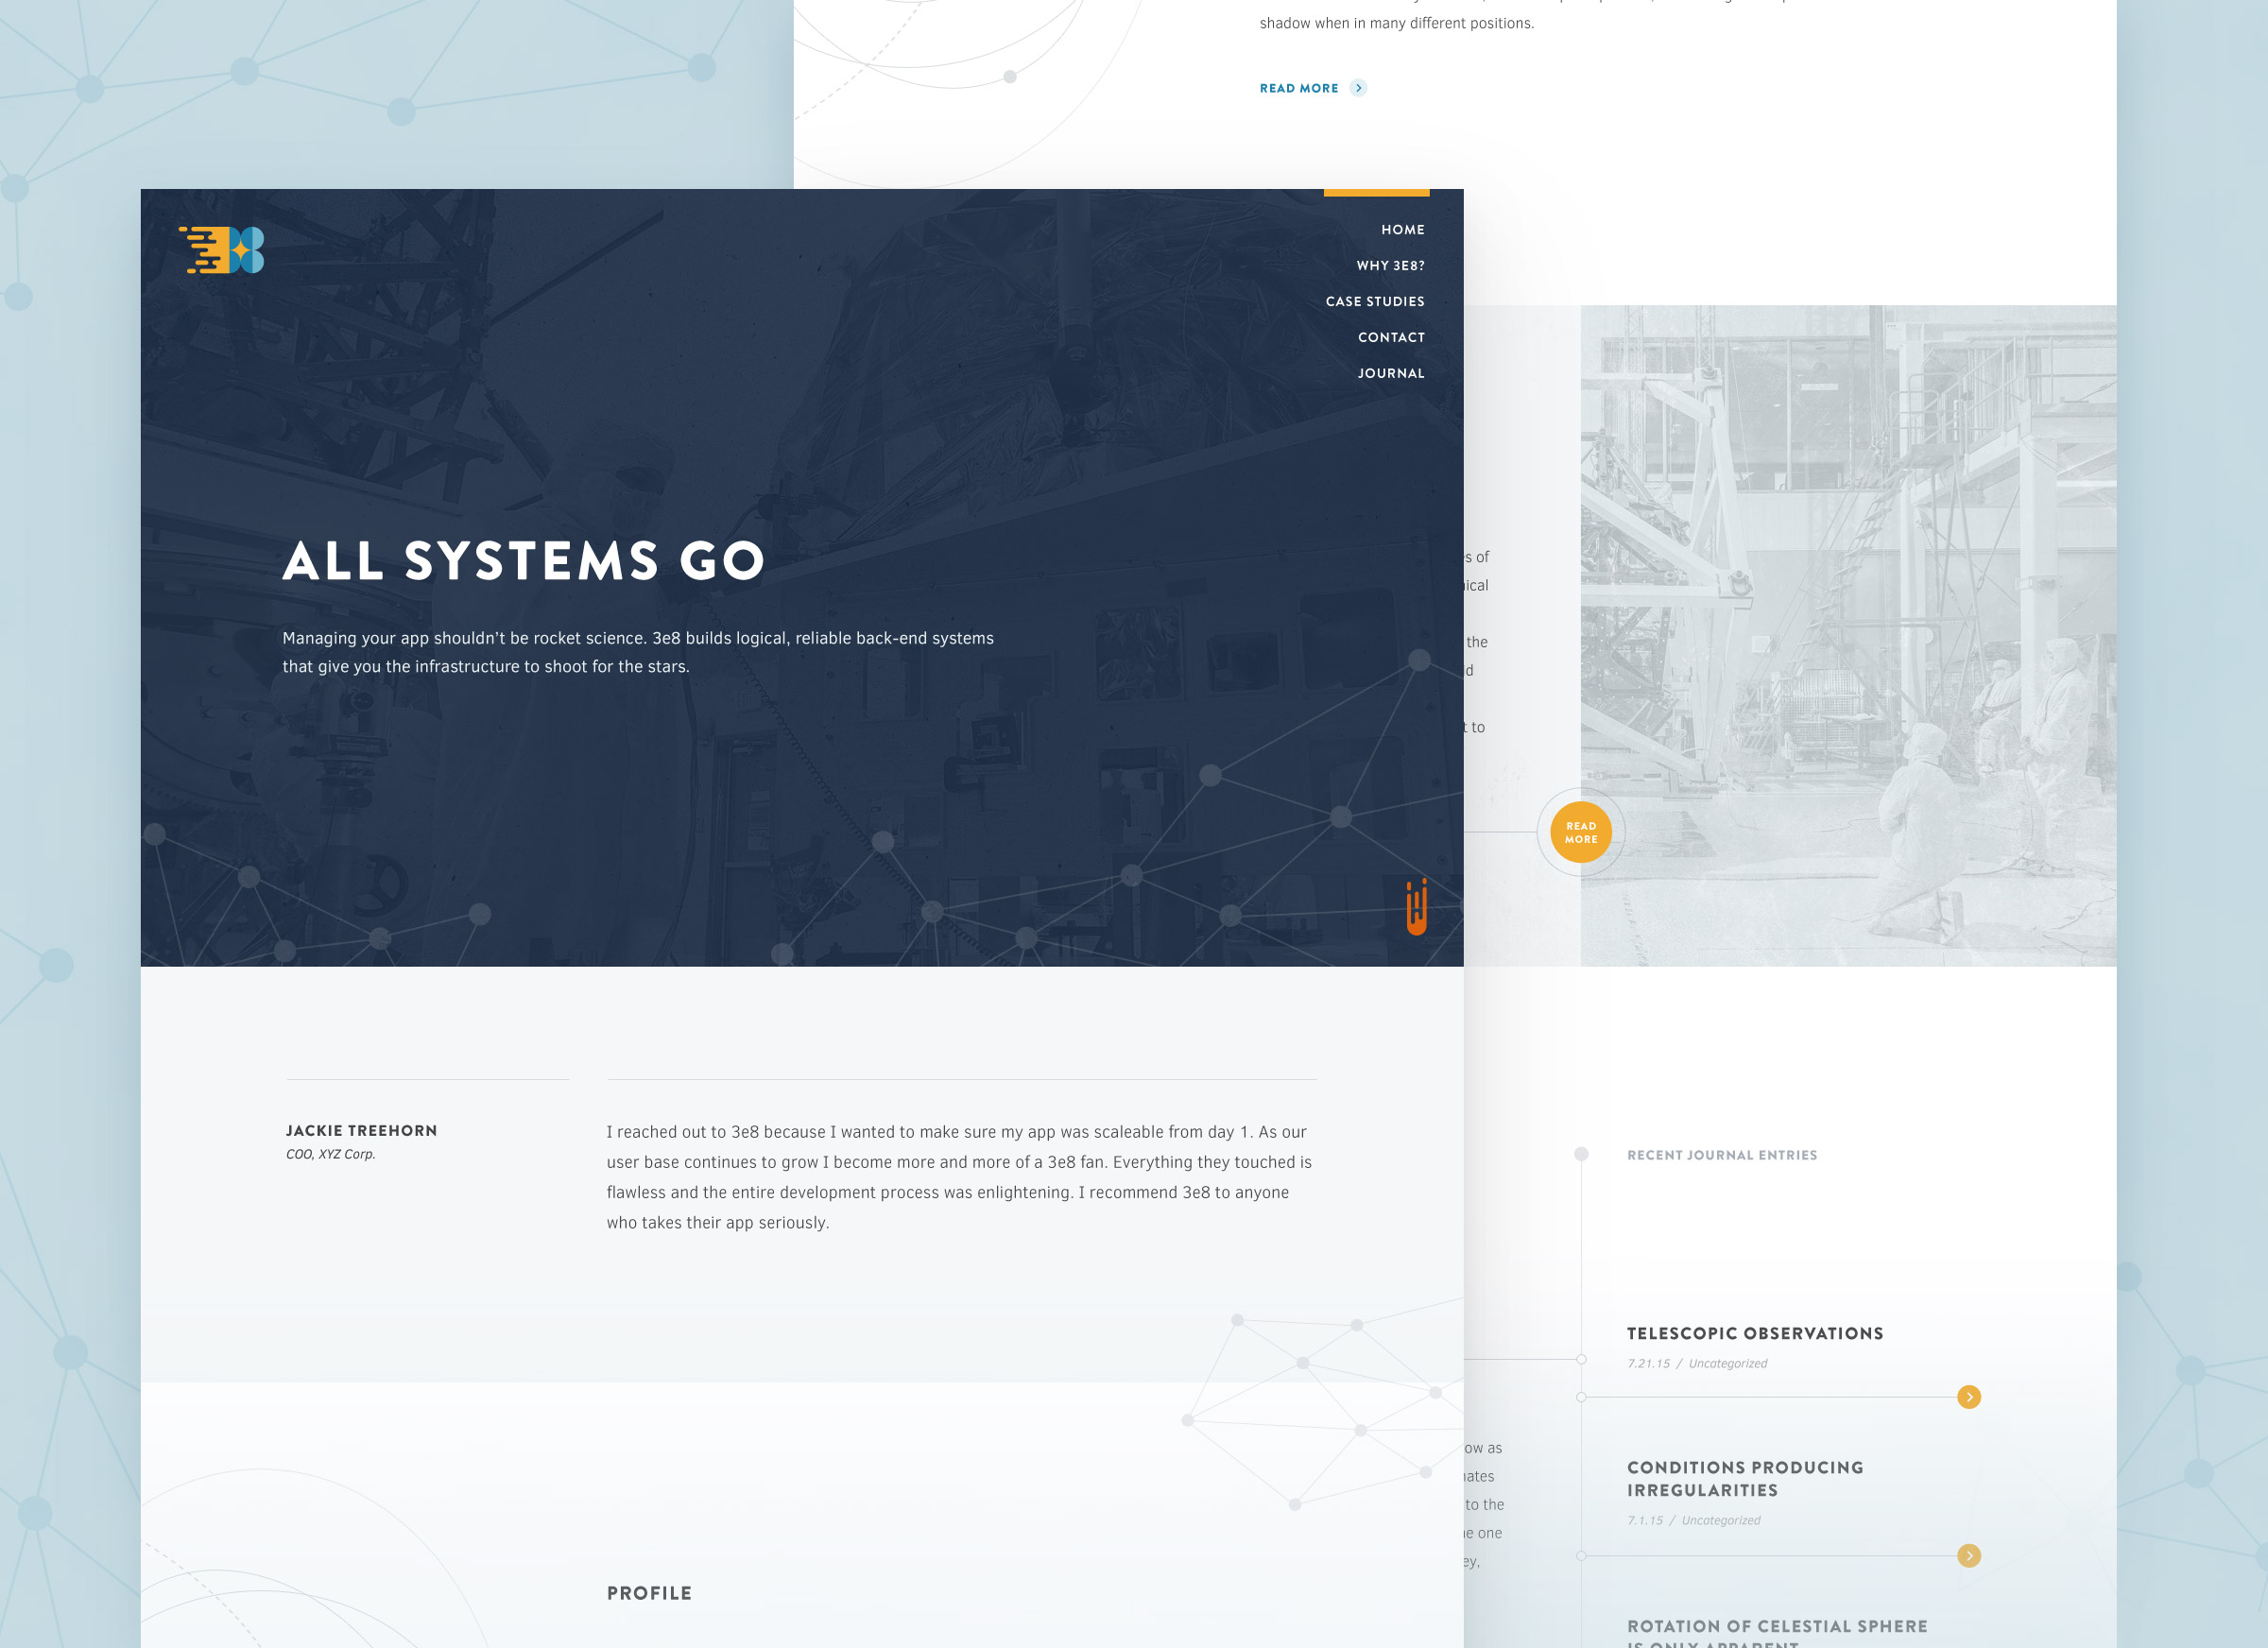 shadow when in many different positions.
READ MORE
HOME
WHY 3E8?
CASE STUDIES
CONTACT
JOURNAL
ALL SYSTEMS GO
Managing your app shouldn't be rocket science. 3e8 builds logical, reliable back-end systems
that give you the infrastructure to shoot for the stars.
JACKIE TREEHORN
COO, XYZ Corp.
I reached out to 3e8 because I wanted to make sure my app was scaleable from day 1. As our
user base continues to grow I become more and more of a 3e8 fan. Everything they touched is
flawless and the entire development process was enlightening. I recommend 3e8 to anyone
who takes their app seriously.
PROFILE
of
the
to
READ
MORE
RECENT JOURNAL ENTRIES
TELESCOPIC OBSERVATIONS
7.21.15 / Uncategorized
CONDITIONS PRODUCING
IRREGULARITIES
7.1.15 / Uncategorized
ROTATION OF CELESTIAL SPHERE
IS ONLY APPARENT
as
to the
one